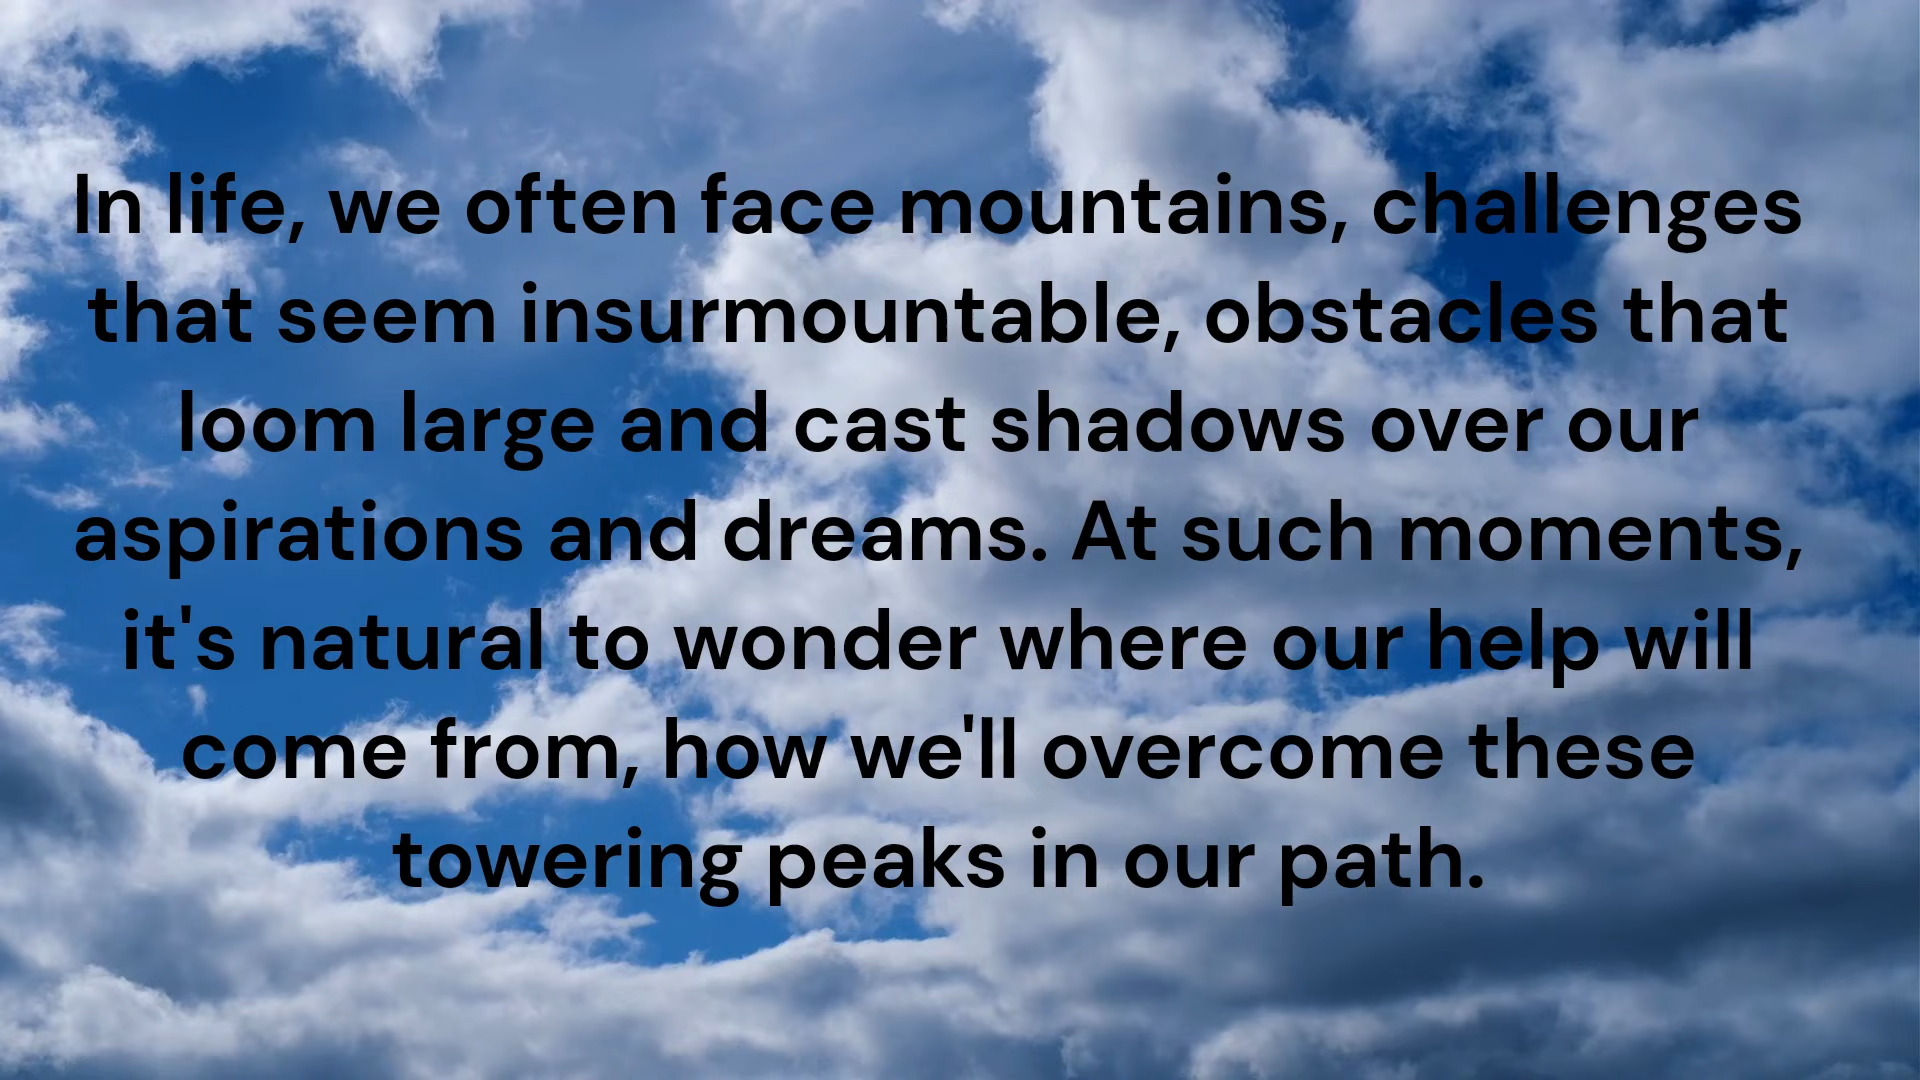 In life, we often face mountains, challenges
that seem insurmountable, obstacles that
loom large and cast shadows over our
aspirations and dreams. At such moments,
it's natural to wonder where our help will
come from, how we'll overcome these
towering peaks in our path.